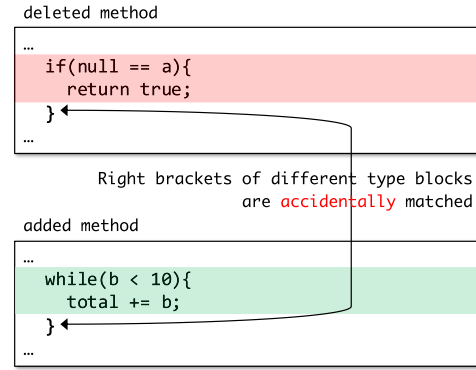 deleted method
…
if(null == a){
return true;
}
…
Right brackets of different type blocks
are accidentally matched
added method
…
while(b < 10){
total += b;
}
…